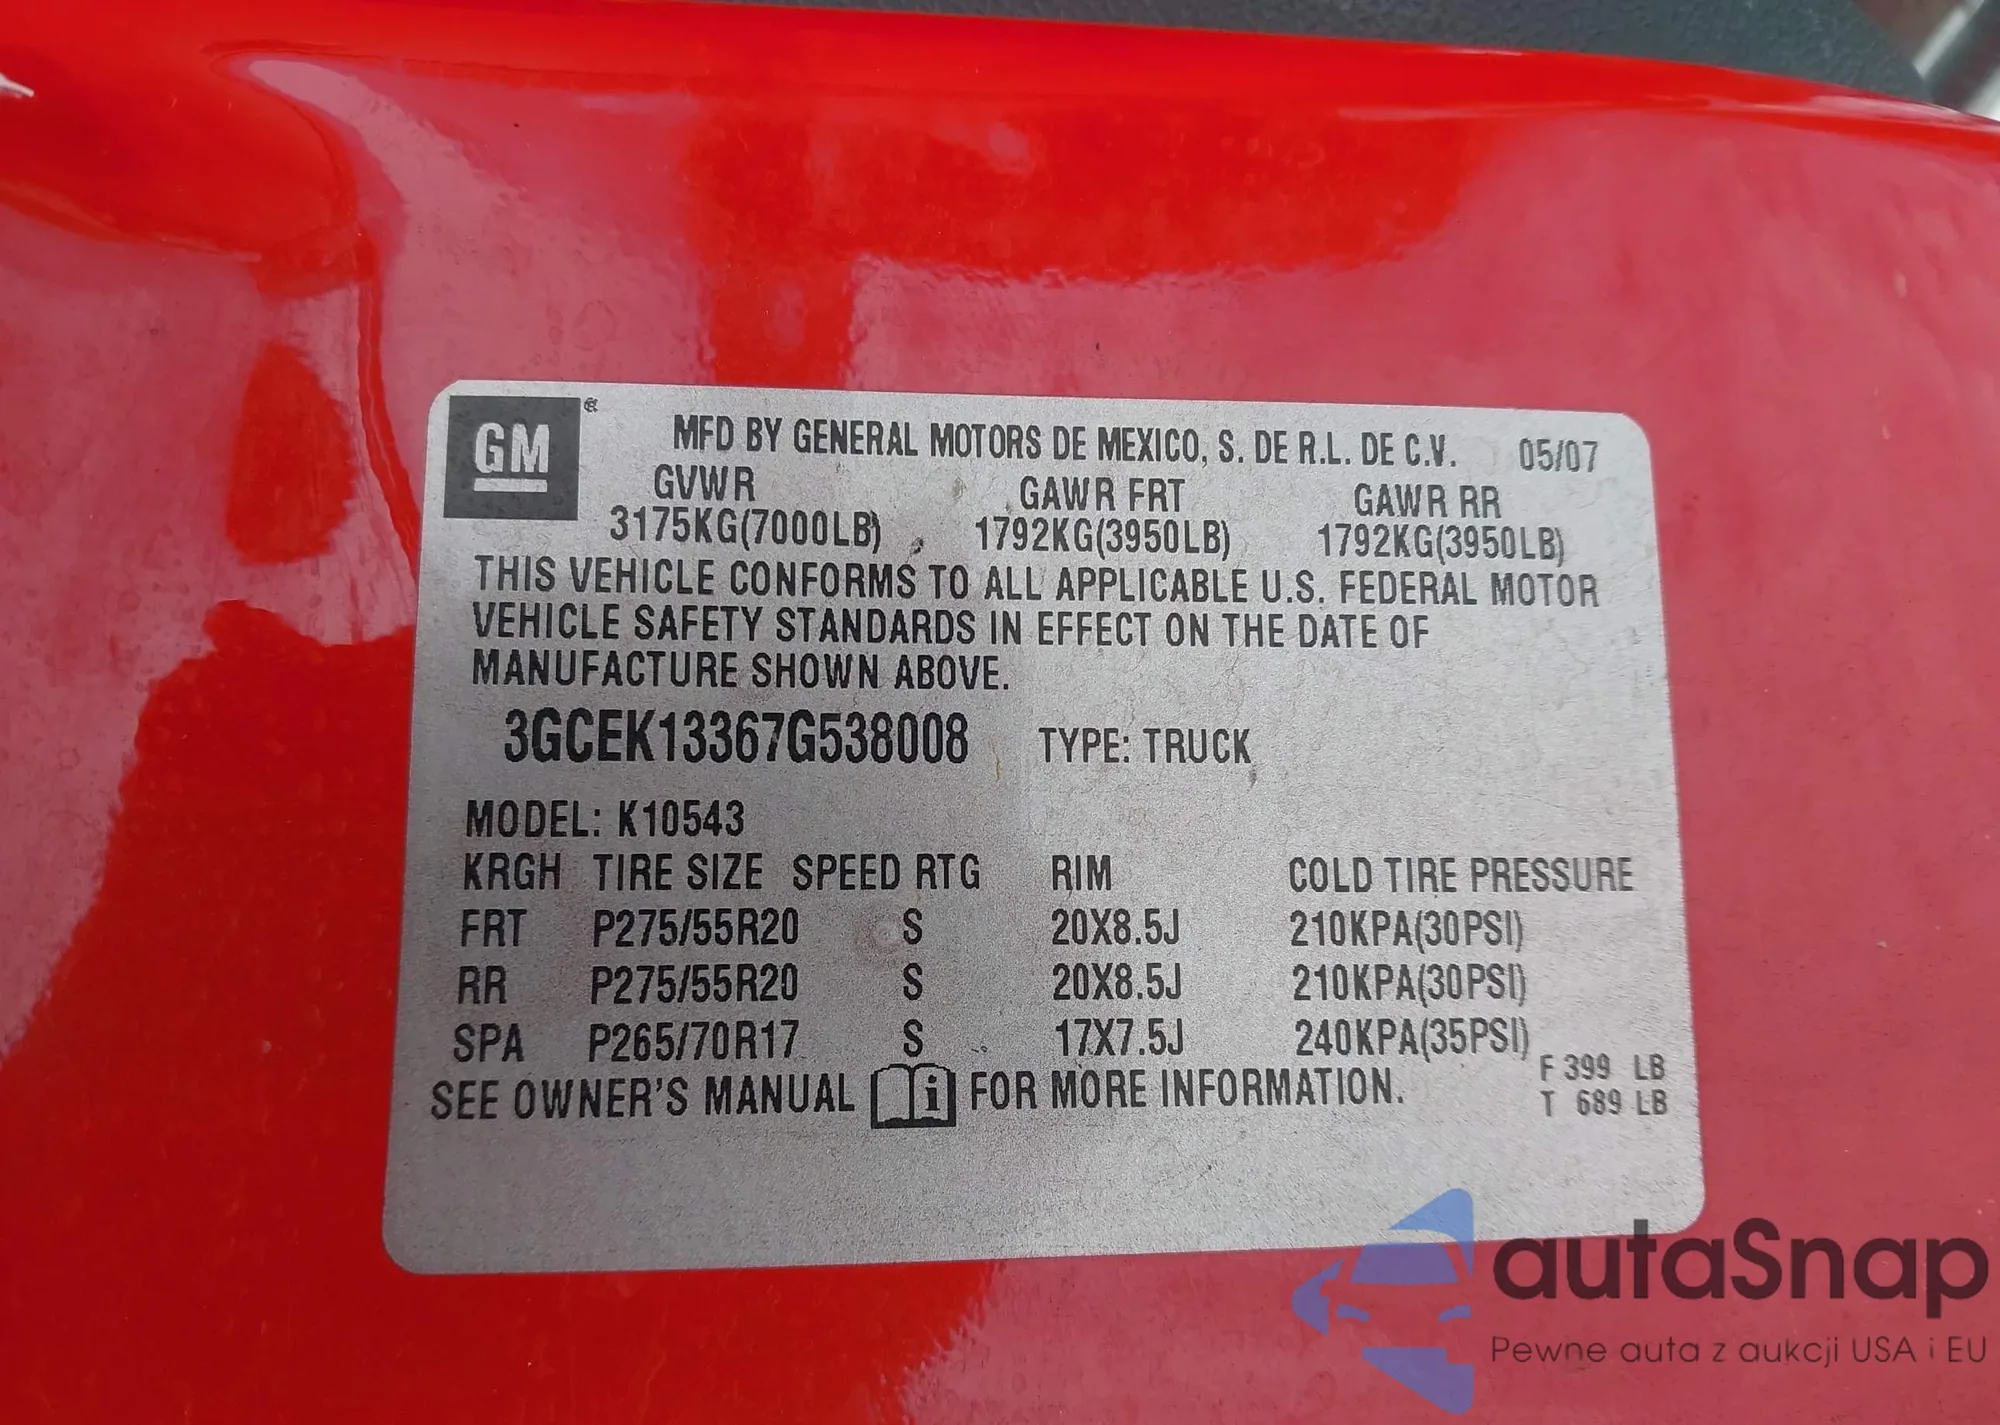 GM
MFD BY GENERAL MOTORS DE MEXICO, S. DE R.L. DE C.V. 05/07
GVWR GAWR FRT GAWR RR
3175KG(7000LB) 1792KG(3950LB) 1792KG(3950LB)
THIS VEHICLE CONFORMS TO ALL APPLICABLE U.S. FEDERAL MOTOR
VEHICLE SAFETY STANDARDS IN EFFECT ON THE DATE OF
MANUFACTURE SHOWN ABOVE.
3GCEK13367G538008 TYPE: TRUCK
MODEL: K10543
KRGH TIRE SIZE SPEED RTG RIM COLD TIRE PRESSURE
FRT P275/55R20 S 20X8.5J 210KPA(30PSI)
RR P275/55R20 S 20X8.5J 210KPA(30PSI)
SPA P265/70R17 S 17X7.5J 240KPA(35PSI)
F 399 LB
SEE OWNER'S MANUAL i FOR MORE INFORMATION.
T 689 LB
autaSnap
Pewne auta z aukcji USA i EU